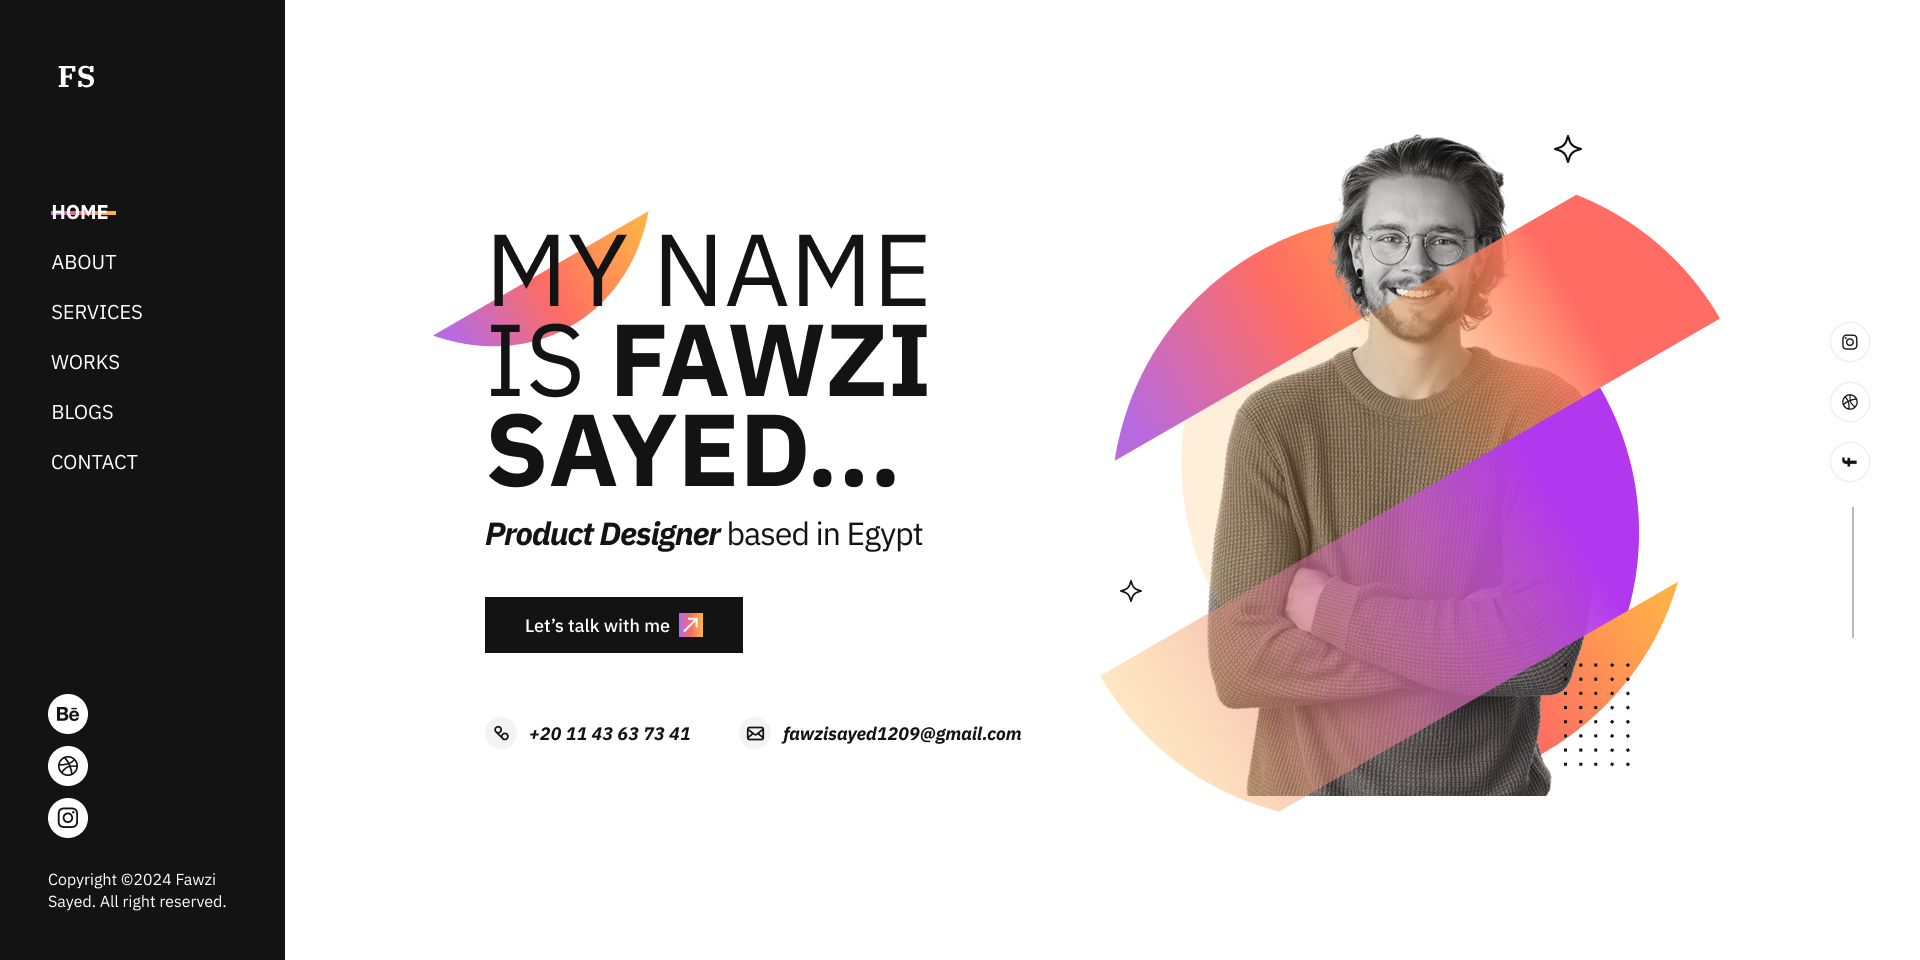 FS
HOME
ABOUT
SERVICES
WORKS
BLOGS
CONTACT
Bē
Copyright ©2024 Fawzi
Sayed. All right reserved.
MY NAME
IS FAWZI
SAYED...
Product Designer based in Egypt
Let’s talk with me
+20 11 43 63 73 41
fawzisayed1209@gmail.com